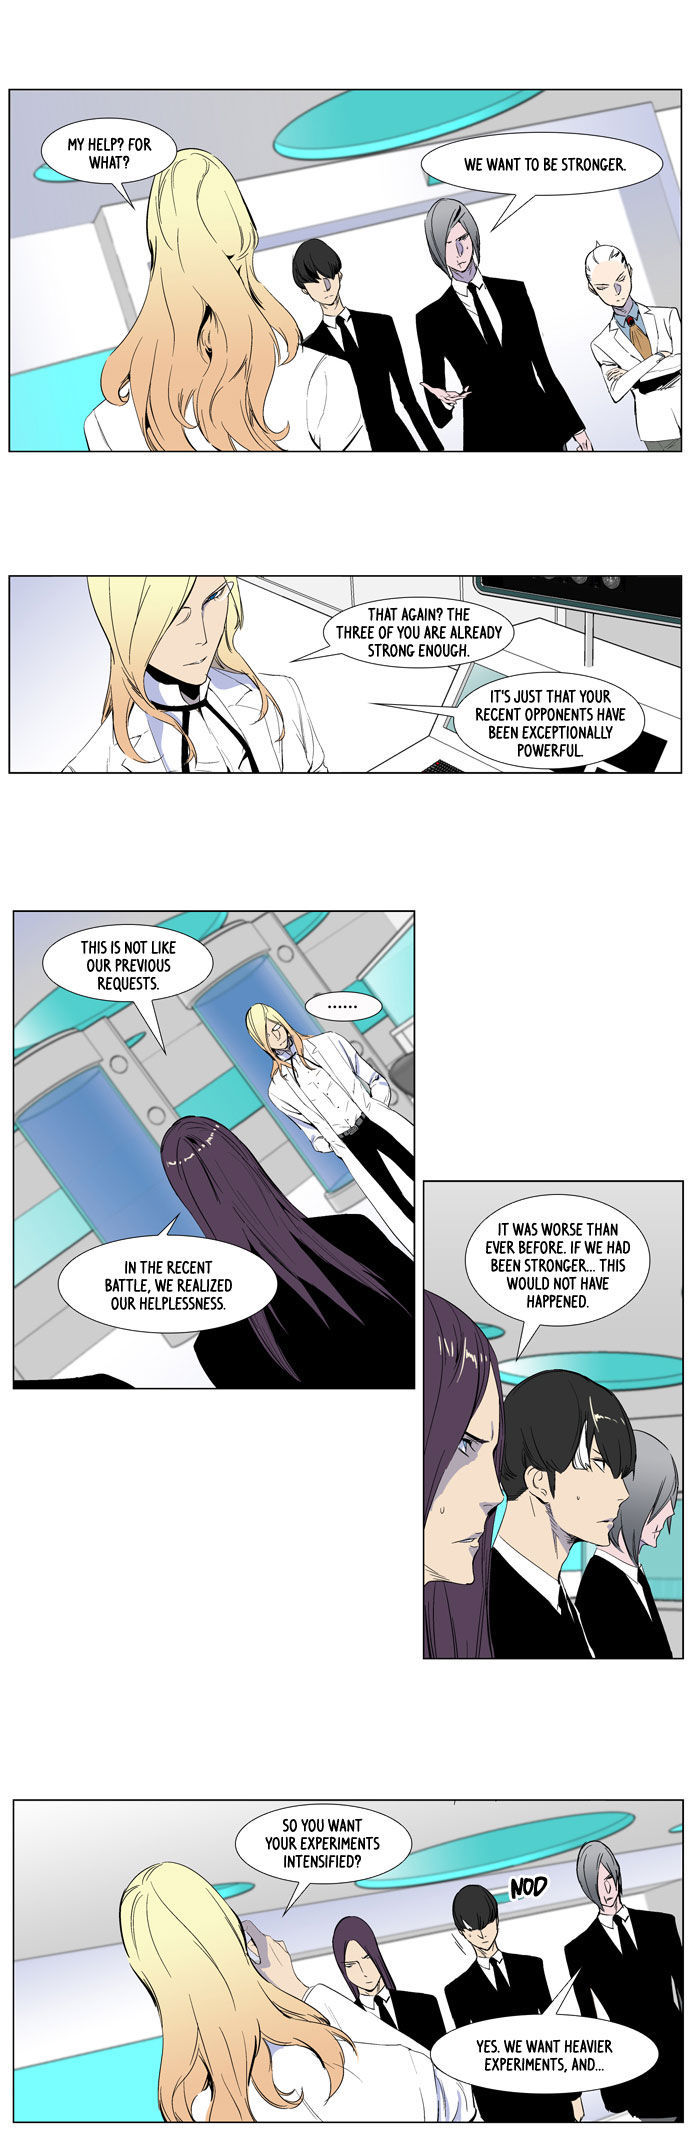 MY HELP? FOR
WHAT?
WE WANT TO BE STRONGER.
THAT AGAIN? THE
THREE OF YOU ARE ALREADY
STRONG ENOUGH.
IT'S JUST THAT YOUR
RECENT OPPONENTS HAVE
BEEN EXCEPTIONALLY
POWERFUL.
THIS IS NOT LIKE
OUR PREVIOUS
REQUESTS.
......
IN THE RECENT
BATTLE, WE REALIZED
OUR HELPLESSNESS.
IT WAS WORSE THAN
EVER BEFORE. IF WE HAD
BEEN STRONGER... THIS
WOULD NOT HAVE
HAPPENED.
SO YOU WANT
YOUR EXPERIMENTS
INTENSIFIED?
NOD
YES. WE WANT HEAVIER
EXPERIMENTS, AND...